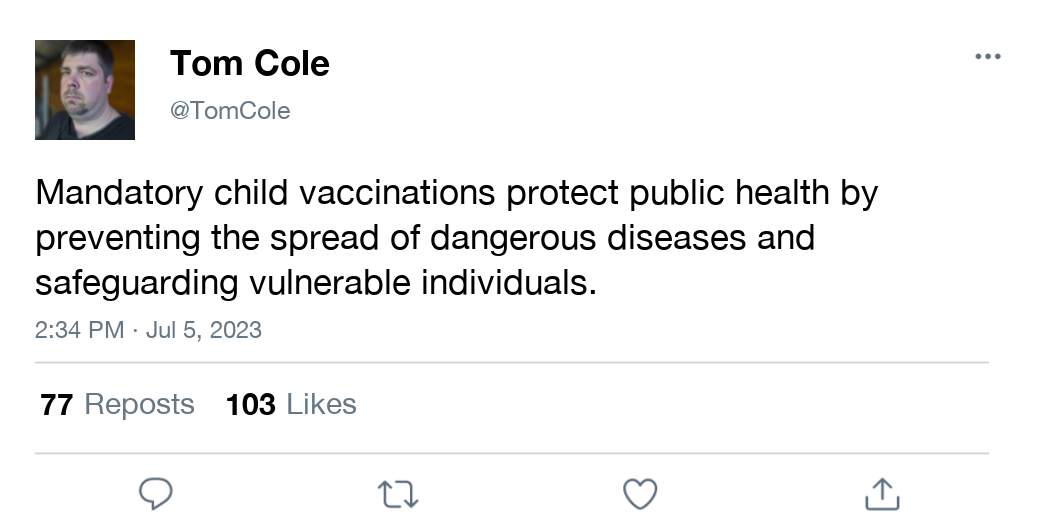 Tom Cole
@TomCole
Mandatory child vaccinations protect public health by
preventing the spread of dangerous diseases and
safeguarding vulnerable individuals.
2:34 PM · Jul 5, 2023
77 Reposts 103 Likes